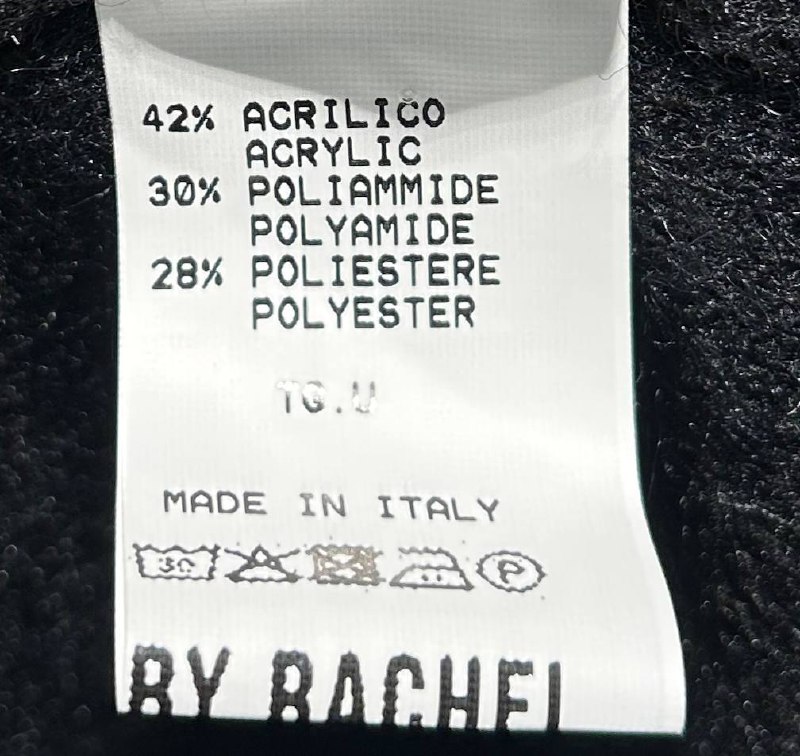 42% ACRILICO
ACRYLIC
30% POLIAMMIDE
POLYAMIDE
28% POLIESTERE
POLYESTER
TG.U
MADE IN ITALY
30 P
BY RACHEL